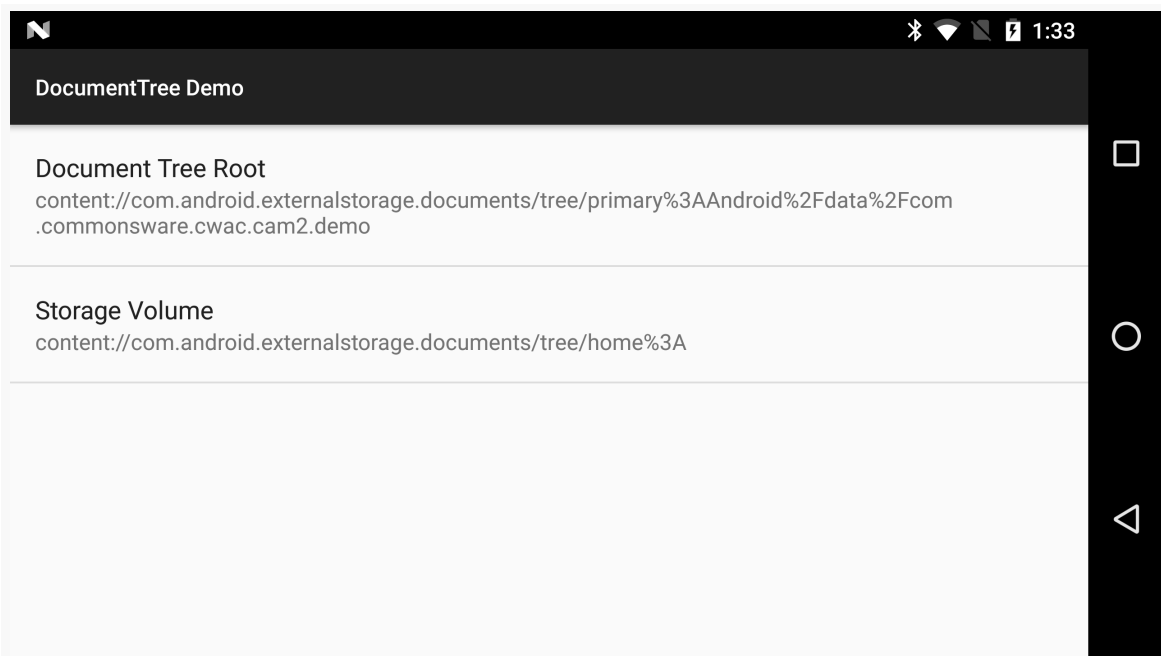 1:33
DocumentTree Demo
Document Tree Root
content://com.android.externalstorage.documents/tree/primary%3AAndroid%2Fdata%2Fcom
.commonsware.cwac.cam2.demo
Storage Volume
content://com.android.externalstorage.documents/tree/home%3A